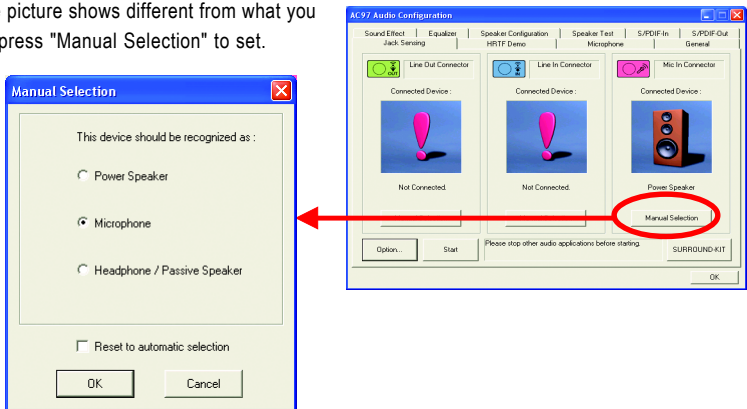 picture shows different from what you
press "Manual Selection" to set.
Manual Selection
This device should be recognized as :
Power Speaker
Microphone
Headphone / Passive Speaker
Reset to automatic selection
OK
Cancel
AC97 Audio Configuration
Sound Effect
Equalizer
Speaker Configuration
Speaker Test
S/PDIF-In
S/PDIF-Out
Jack Sensing
HRTF Demo
Microphone
General
OUT
Line Out Connector
Line In Connector
Mic In Connector
Connected Device :
Connected Device :
Connected Device :
Not Connected.
Not Connected.
Power Speaker
Manual Selection
Option...
Start
Please stop other audio applications before starting.
SURROUND-KIT
OK